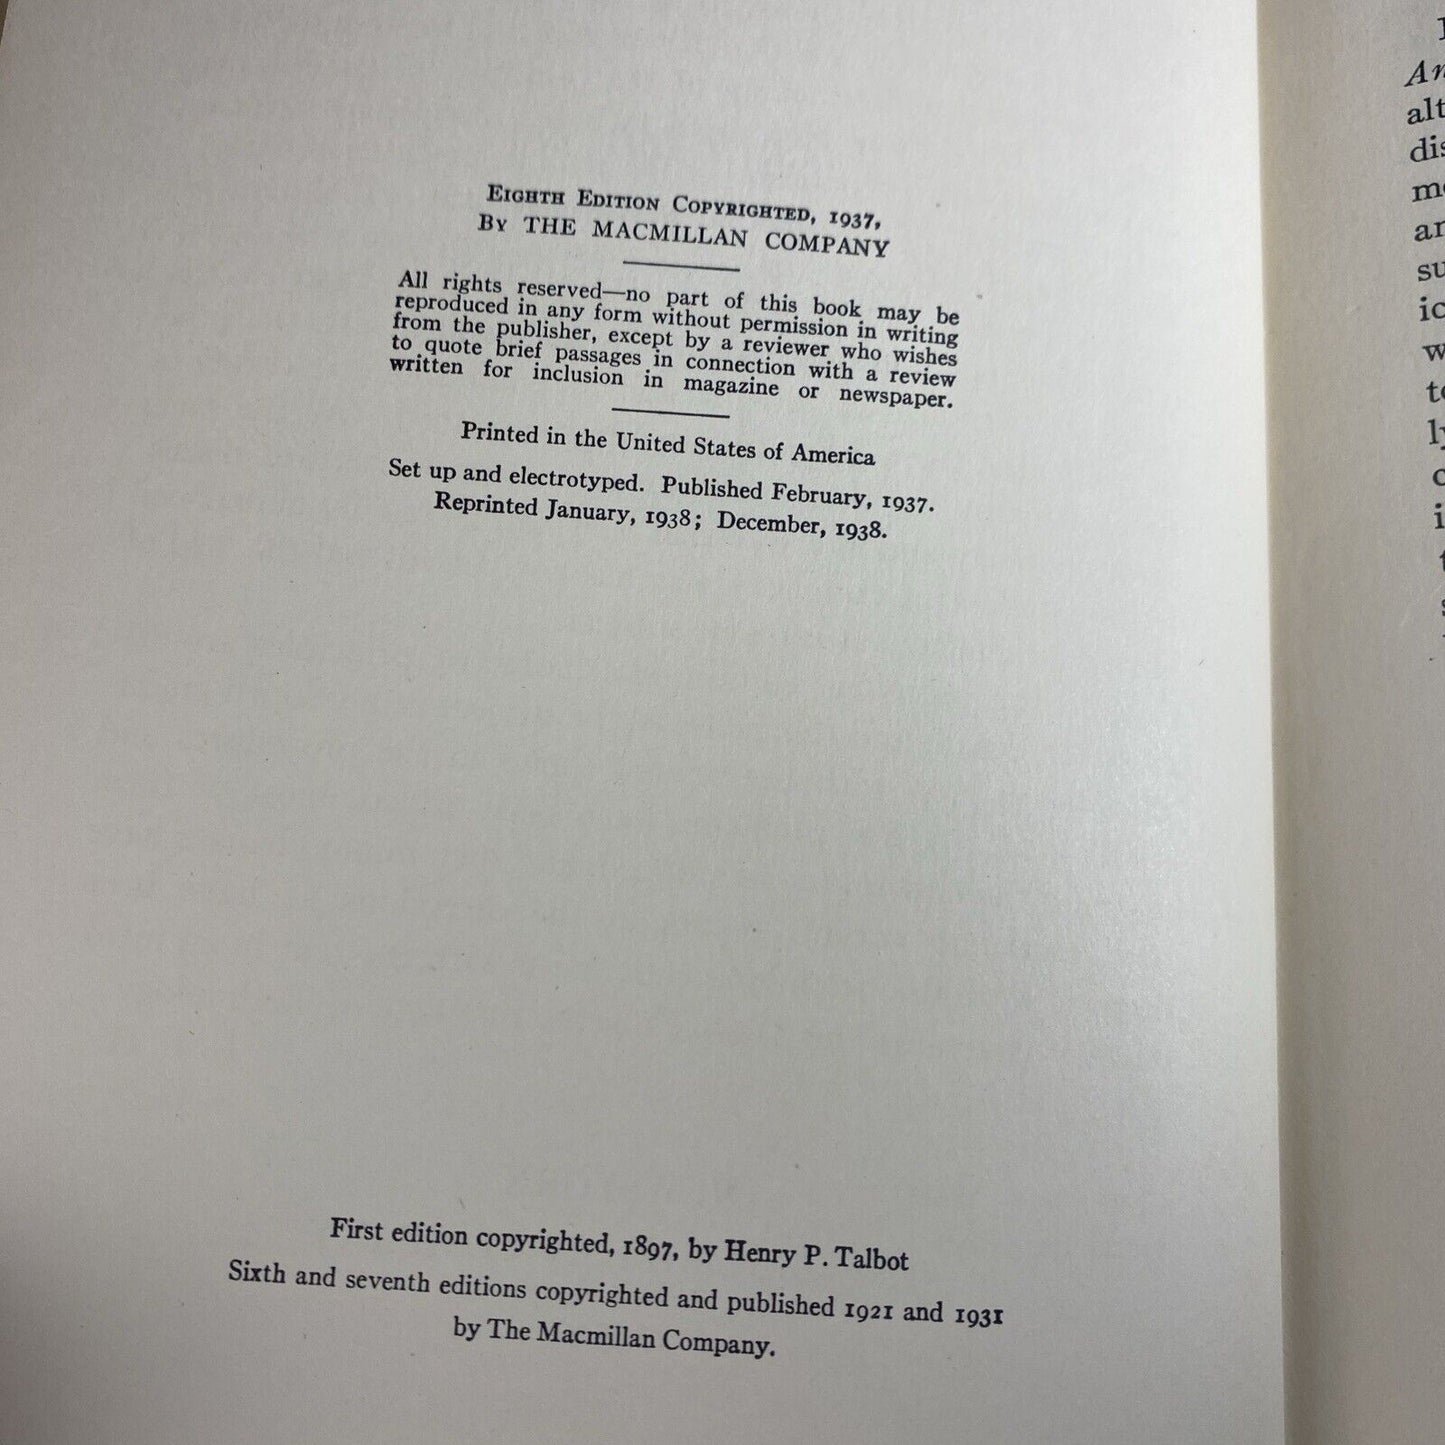 EIGHTH EDITION COPYRIGHTED, 1937,
BY THE MACMILLAN COMPANY
All rights reserved—no part of this book may be
reproduced in any form without permission in writing
from the publisher, except by a reviewer who wishes
to quote brief passages in connection with a review
written for inclusion in magazine or newspaper.
Printed in the United States of America
Set up and electrotyped. Published February, 1937.
Reprinted January, 1938; December, 1938.
First edition copyrighted, 1897, by Henry P. Talbot
Sixth and seventh editions copyrighted and published 1921 and 1931
by The Macmillan Company.